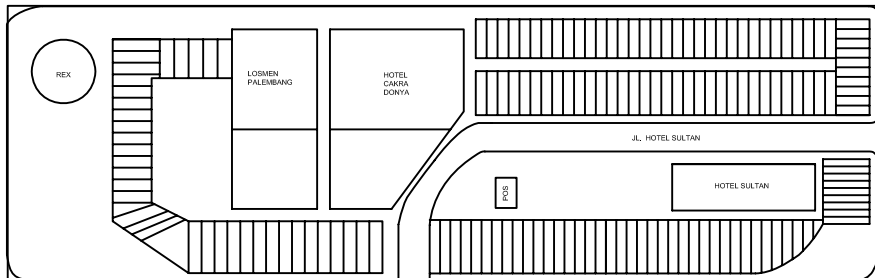 REX
LOSMEN
PALEMBANG
HOTEL
CAKRA
DONYA
JL. HOTEL SULTAN
POS
HOTEL SULTAN